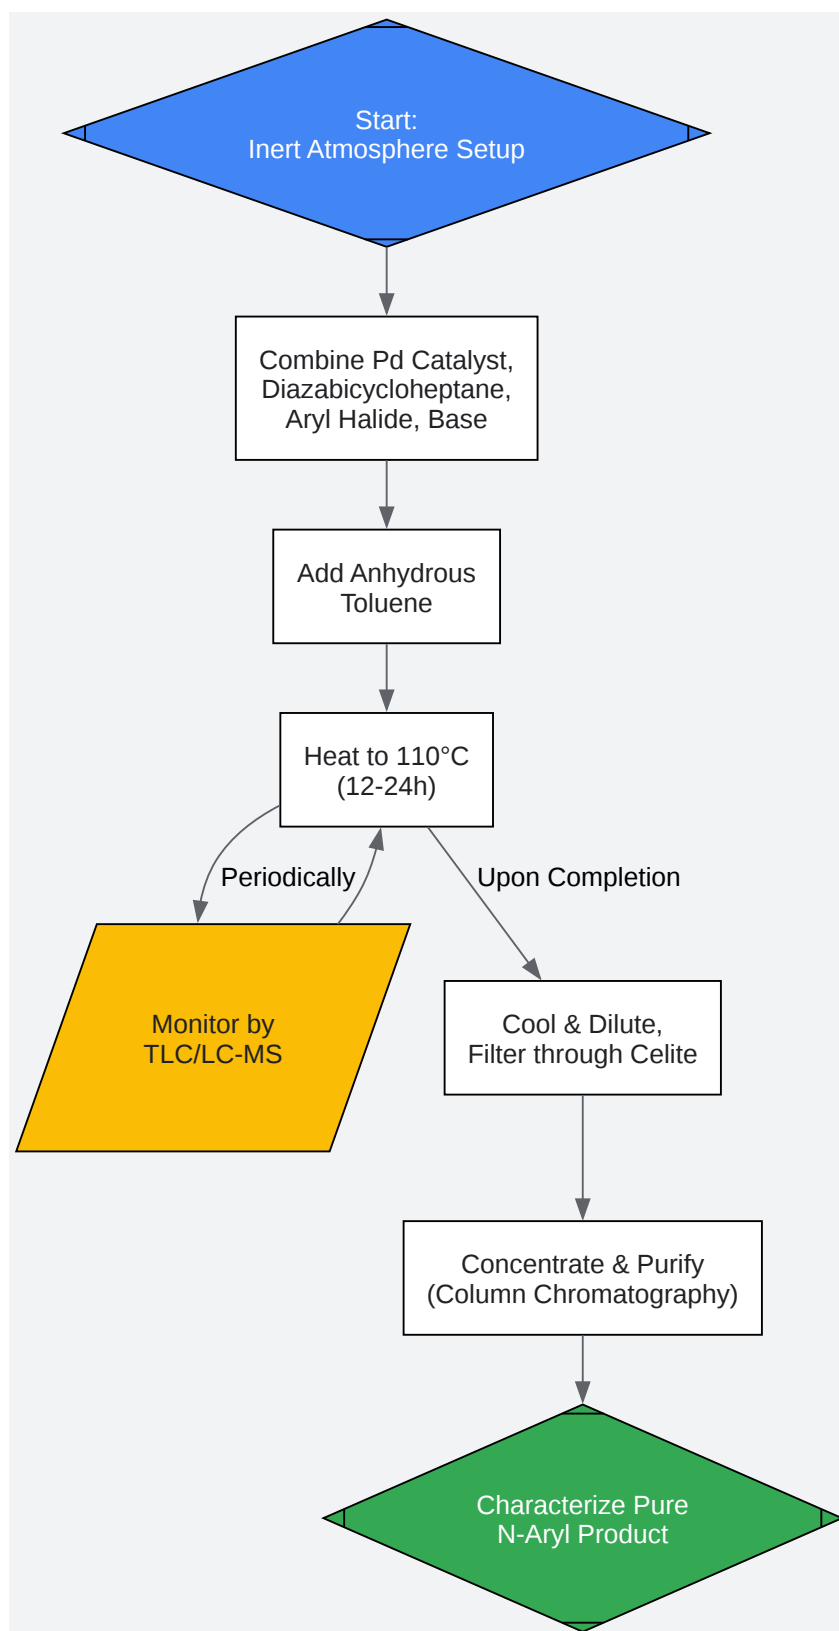 Start:
Inert Atmosphere Setup
Combine Pd Catalyst,
Diazabicycloheptane,
Aryl Halide, Base
Add Anhydrous
Toluene
Heat to 110°C
(12-24h)
Periodically
Upon Completion
Monitor by
TLC/LC-MS
Cool & Dilute,
Filter through Celite
Concentrate & Purify
(Column Chromatography)
Characterize Pure
N-Aryl Product